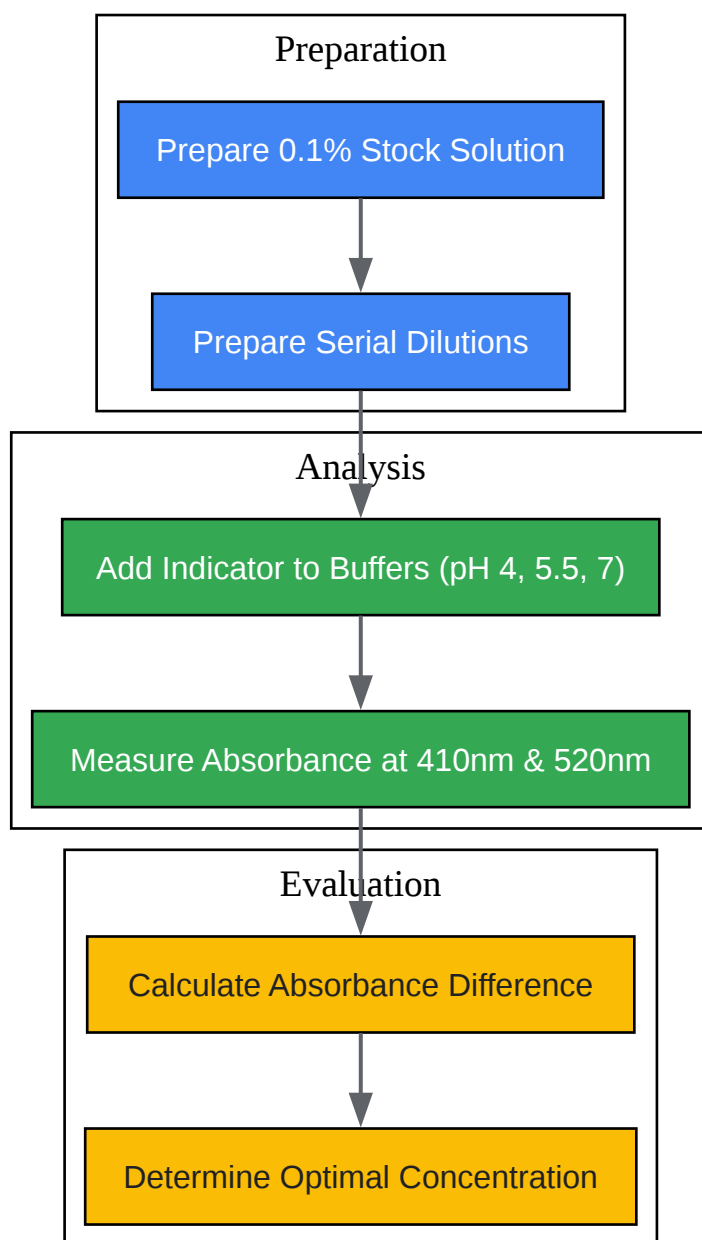 Preparation
Prepare 0.1% Stock Solution
Prepare Serial Dilutions
Analysis
Add Indicator to Buffers (pH 4, 5.5, 7)
Measure Absorbance at 410nm & 520nm
Evaluation
Calculate Absorbance Difference
Determine Optimal Concentration